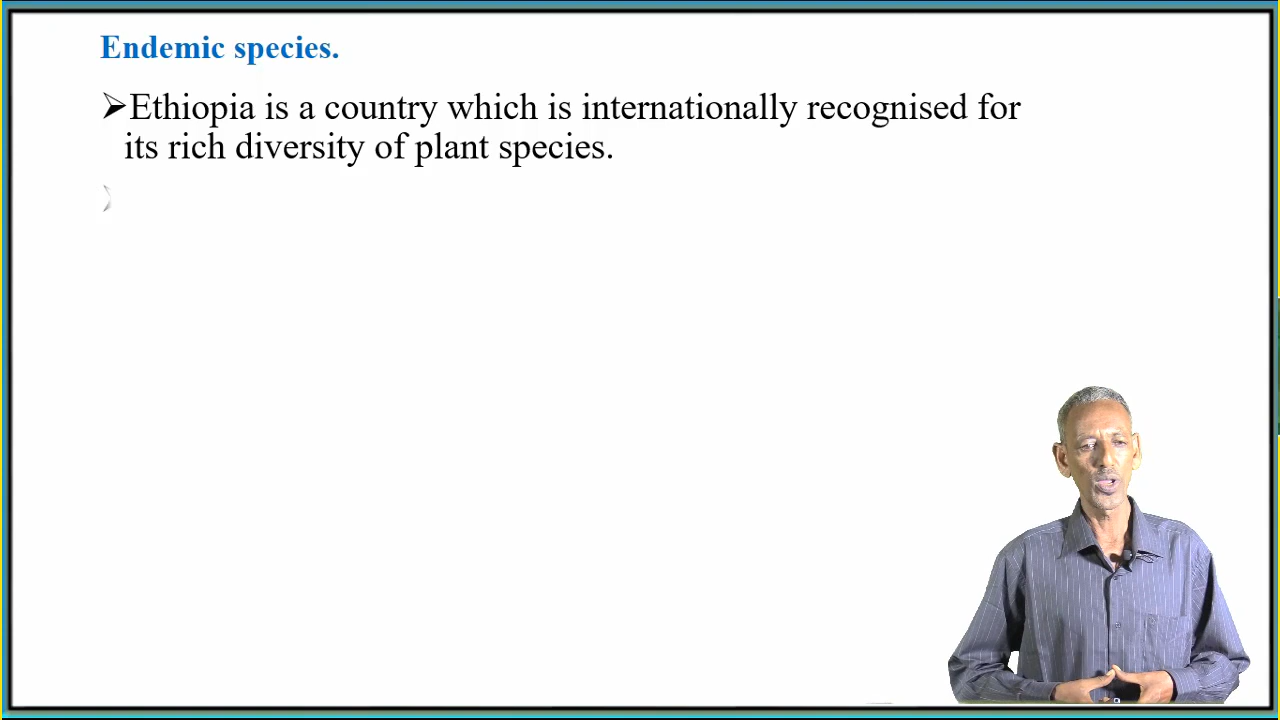 Endemic species.
➢Ethiopia is a country which is internationally recognised for
its rich diversity of plant species.